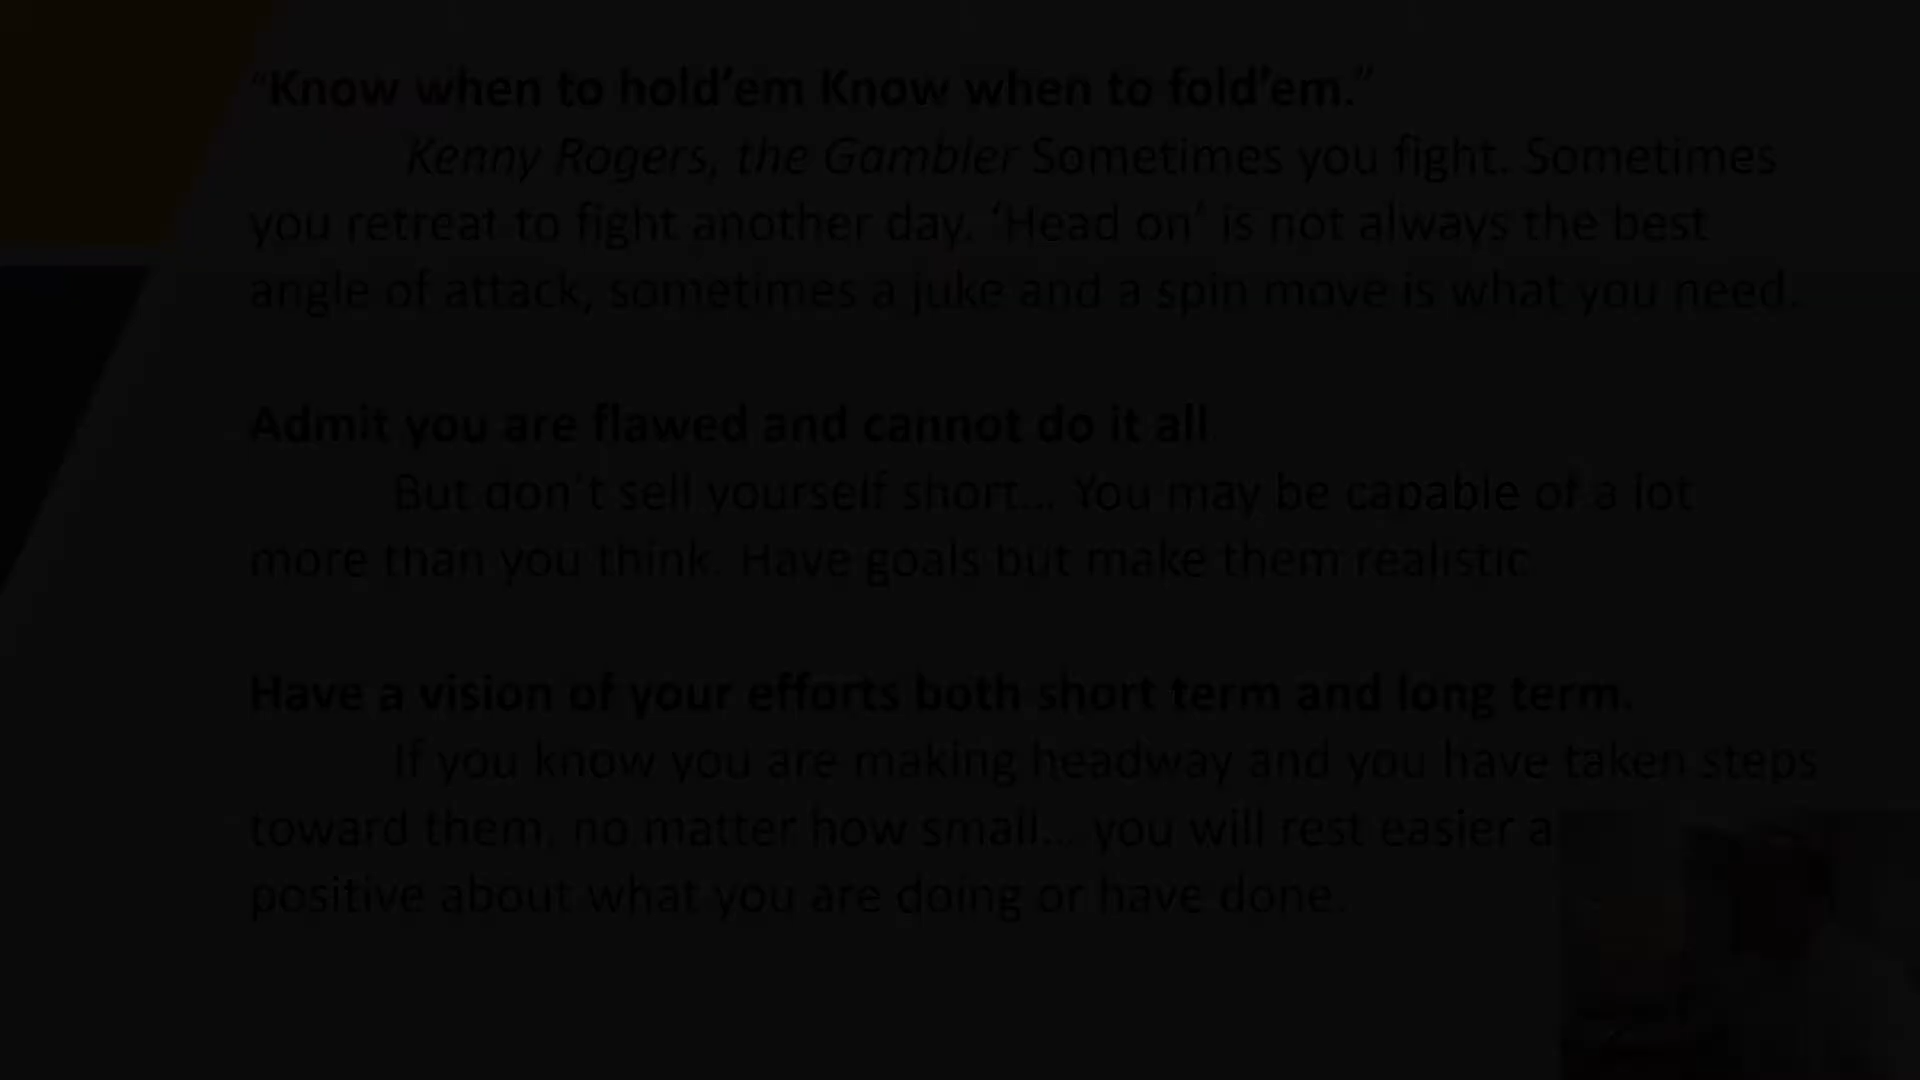 “Know when to hold’em Know when to fold’em.”
Kenny Rogers, the Gambler Sometimes you fight. Sometimes
you retreat to fight another day. ‘Head on’ is not always the best
angle of attack, sometimes a juke and a spin move is what you need.
Admit you are flawed and cannot do it all
But don’t sell yourself short... You may be capable of a lot
more than you think. Have goals but make them realistic
Have a vision of your efforts both short term and long term.
If you know you are making headway and you have taken steps
toward them, no matter how small... you will rest easier a
positive about what you are doing or have done.